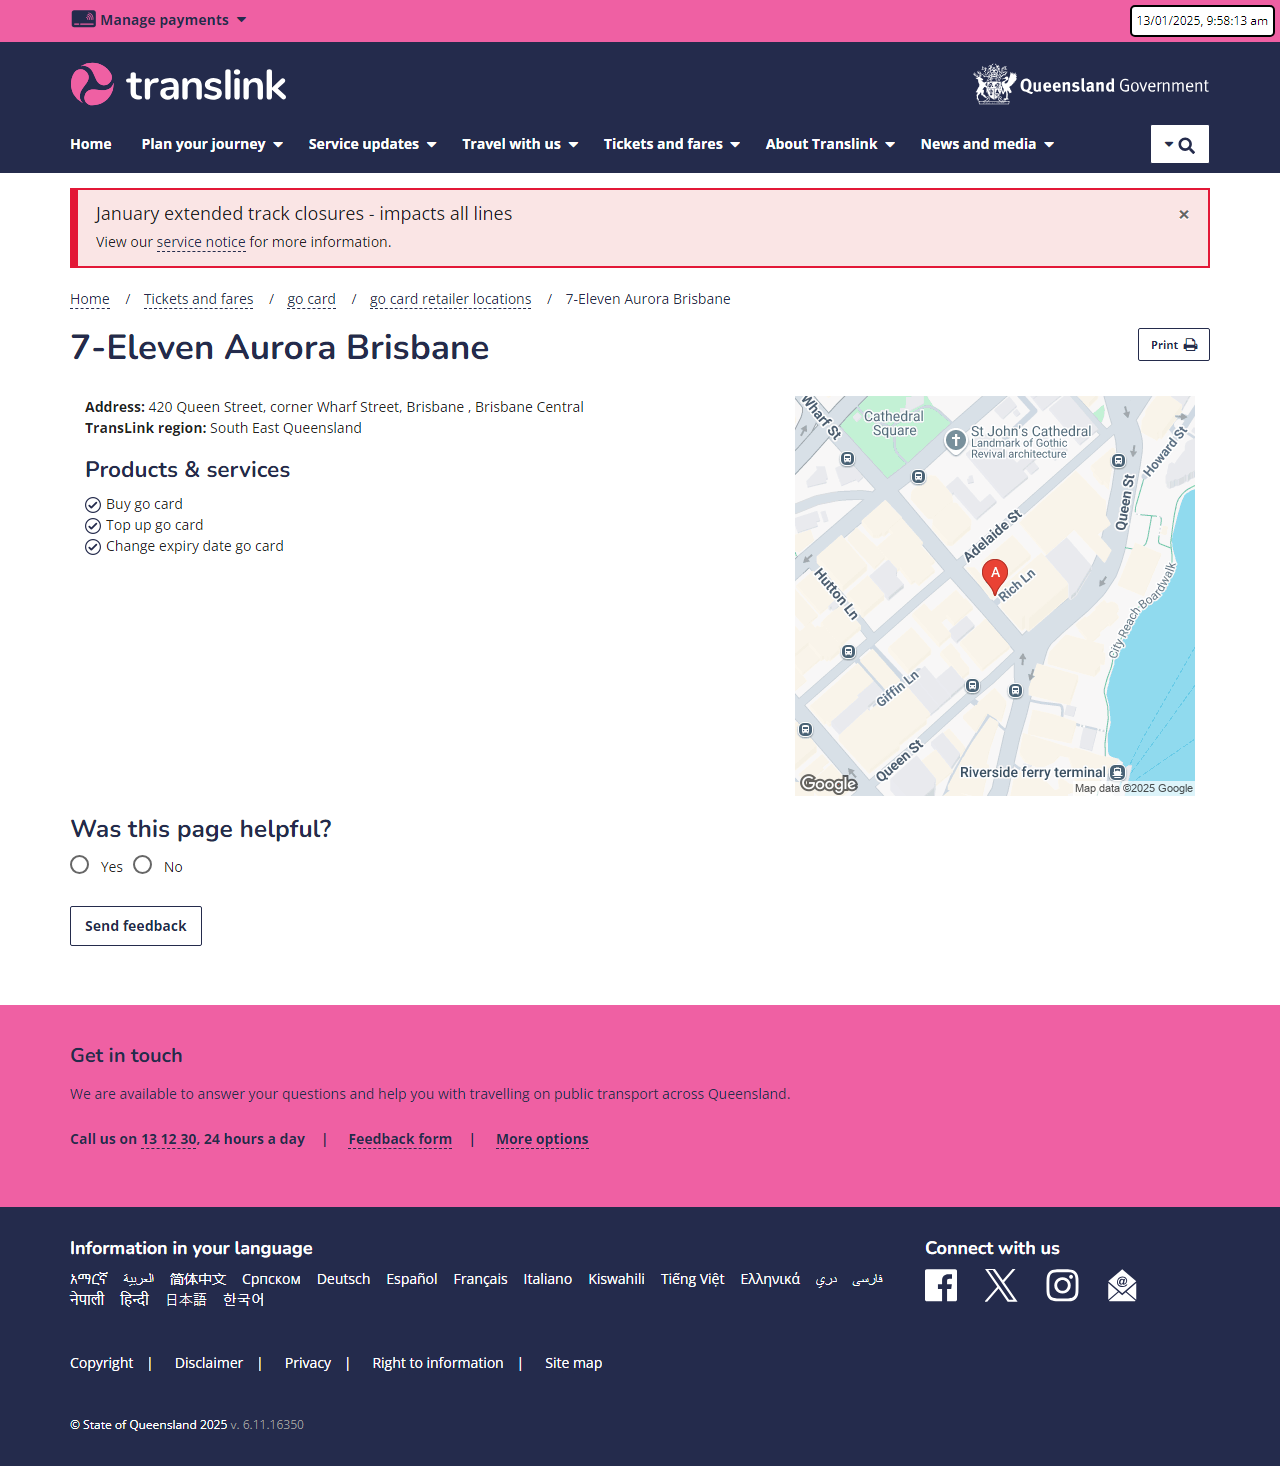 Manage payments
13/01/2025, 9:58:13 am
translink
Queensland Government
Home Plan your journey Service updates Travel with us Tickets and fares About Translink News and media
January extended track closures - impacts all lines
×
View our service notice for more information.
Home / Tickets and fares / go card / go card retailer locations / 7-Eleven Aurora Brisbane
7-Eleven Aurora Brisbane
Print
Address: 420 Queen Street, corner Wharf Street, Brisbane , Brisbane Central
TransLink region: South East Queensland
Products & services
Buy go card
Top up go card
Change expiry date go card
Wharf St
Cathedral
Square
St John's Cathedral
Landmark of Gothic
Revival architecture
Howard St
Queen St
Adelaide St
A
Rich Ln
Hutton Ln
City Reach Boardwalk
Giffin Ln
Queen St
Riverside ferry terminal
Google
Map data ©2025 Google
Was this page helpful?
Yes No
Send feedback
Get in touch
We are available to answer your questions and help you with travelling on public transport across Queensland.
Call us on 13 12 30, 24 hours a day | Feedback form | More options
Information in your language
Connect with us
አማርኛ العربية 简体中文 Српском Deutsch Español Français Italiano Kiswahili Tiếng Việt Ελληνικά دري فارسی
नेपाली हिन्दी 日本語 한국어
Copyright | Disclaimer | Privacy | Right to information | Site map
© State of Queensland 2025 v. 6.11.16350